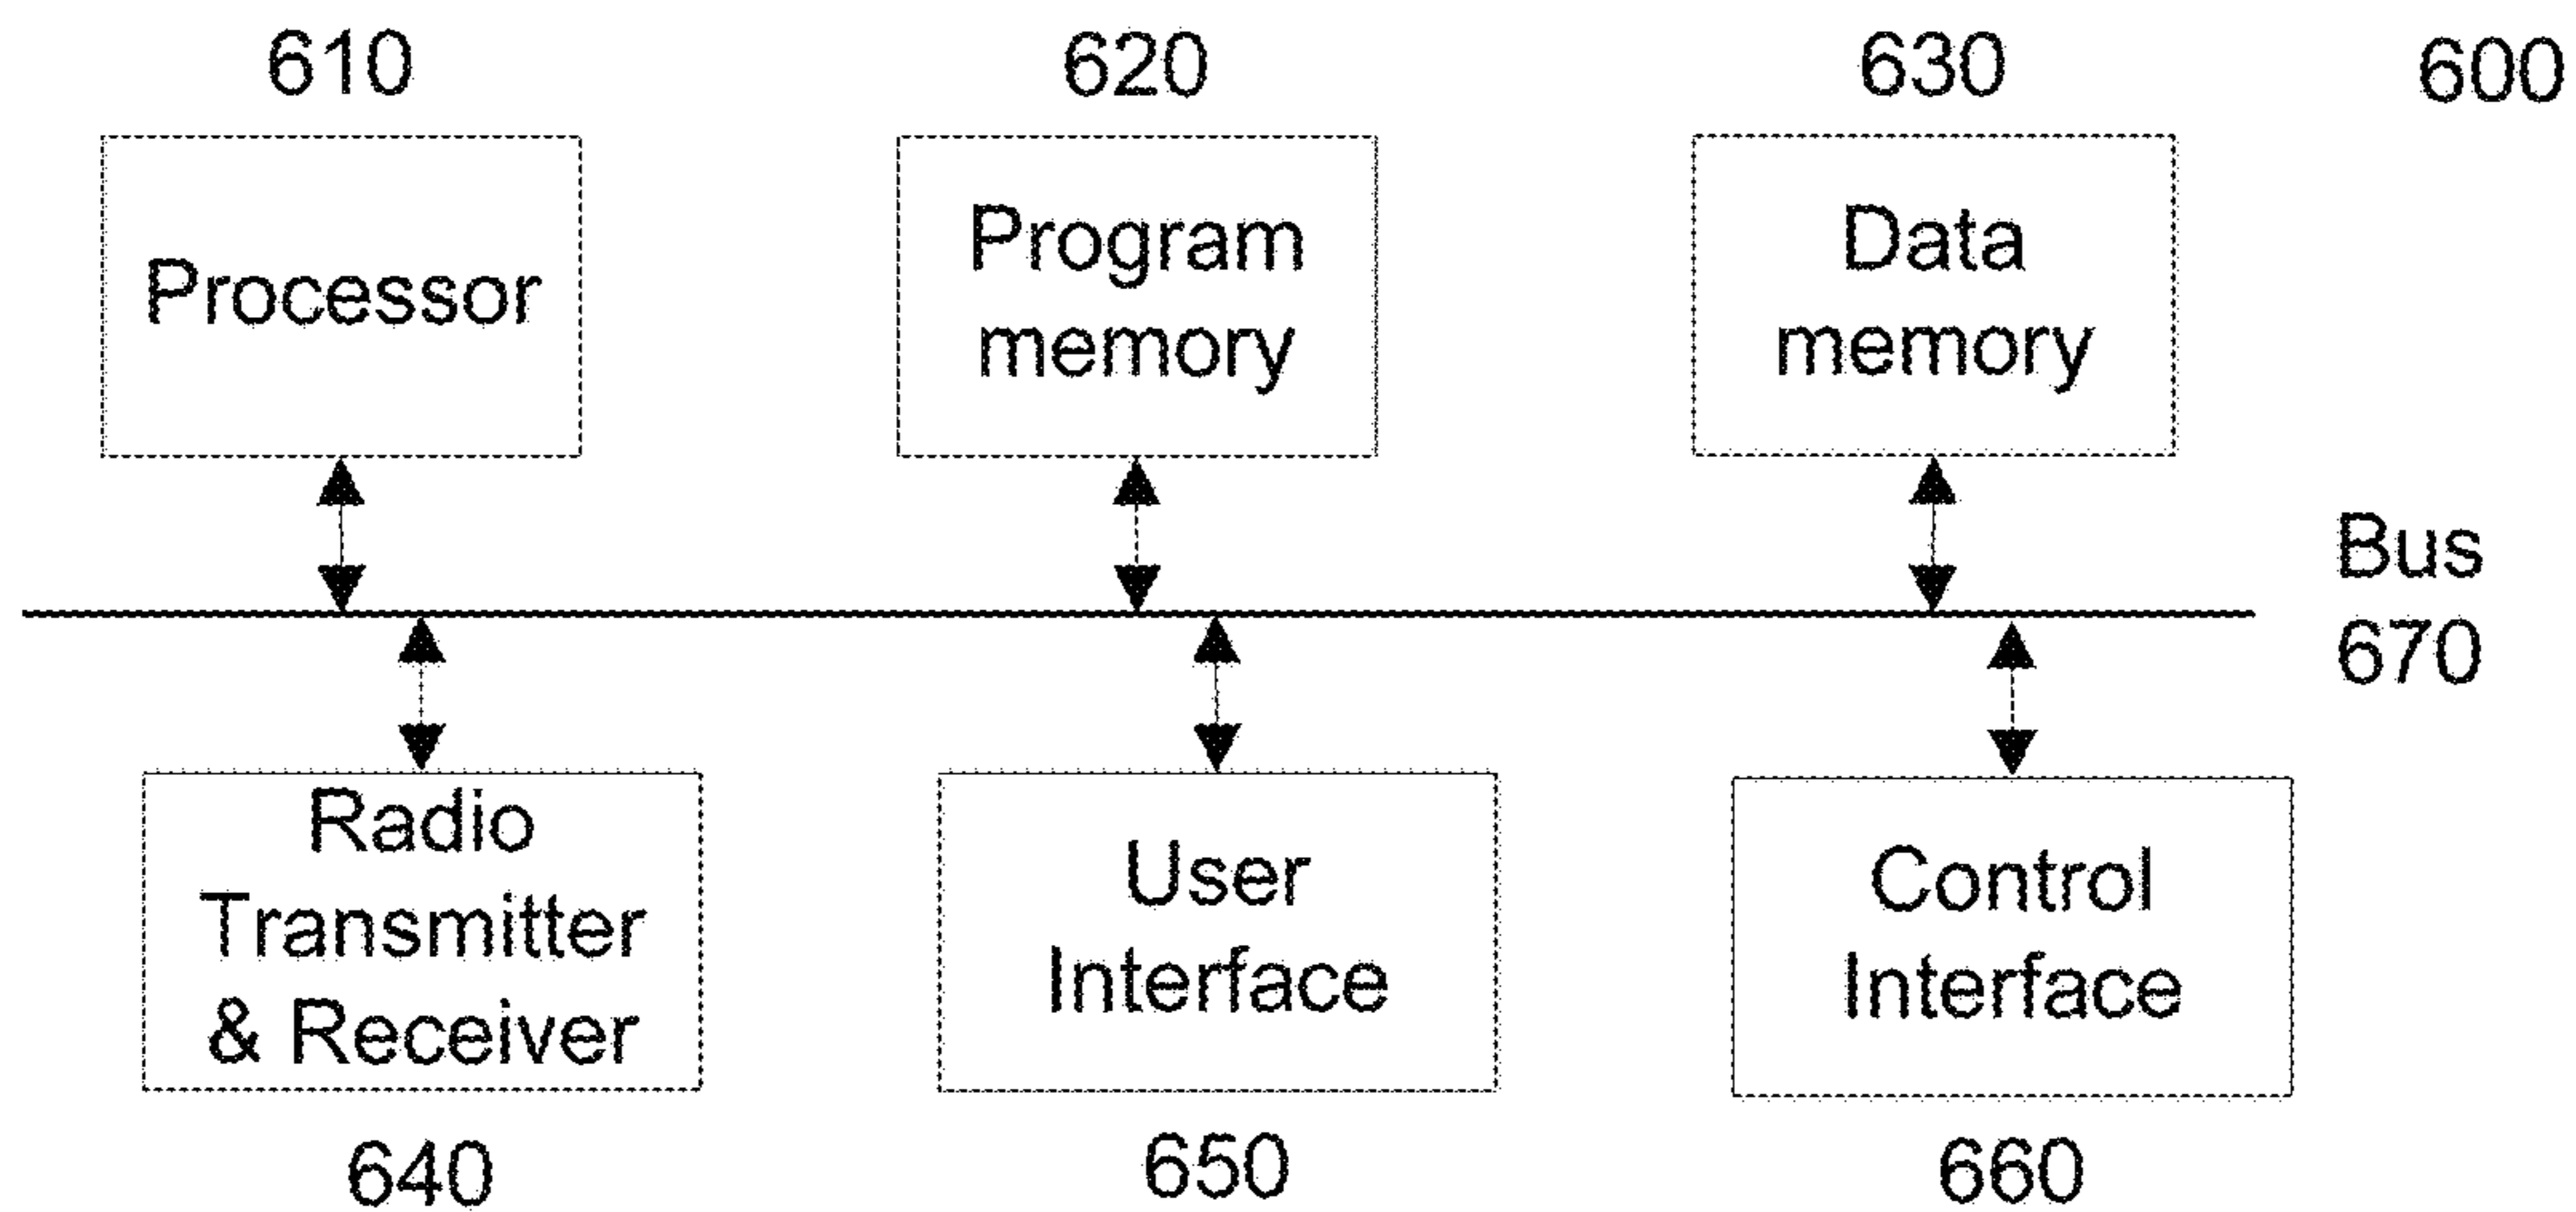 610
620
630
600
Processor
Program
memory
Data
memory
Bus
670
Radio
Transmitter
& Receiver
User
Interface
Control
Interface
640
650
660